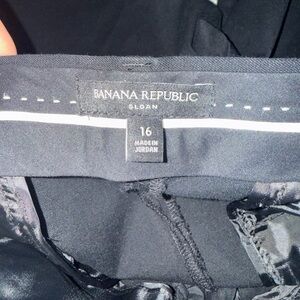 BANANA REPUBLIC
SLOAN
16
MADE IN
JORDAN